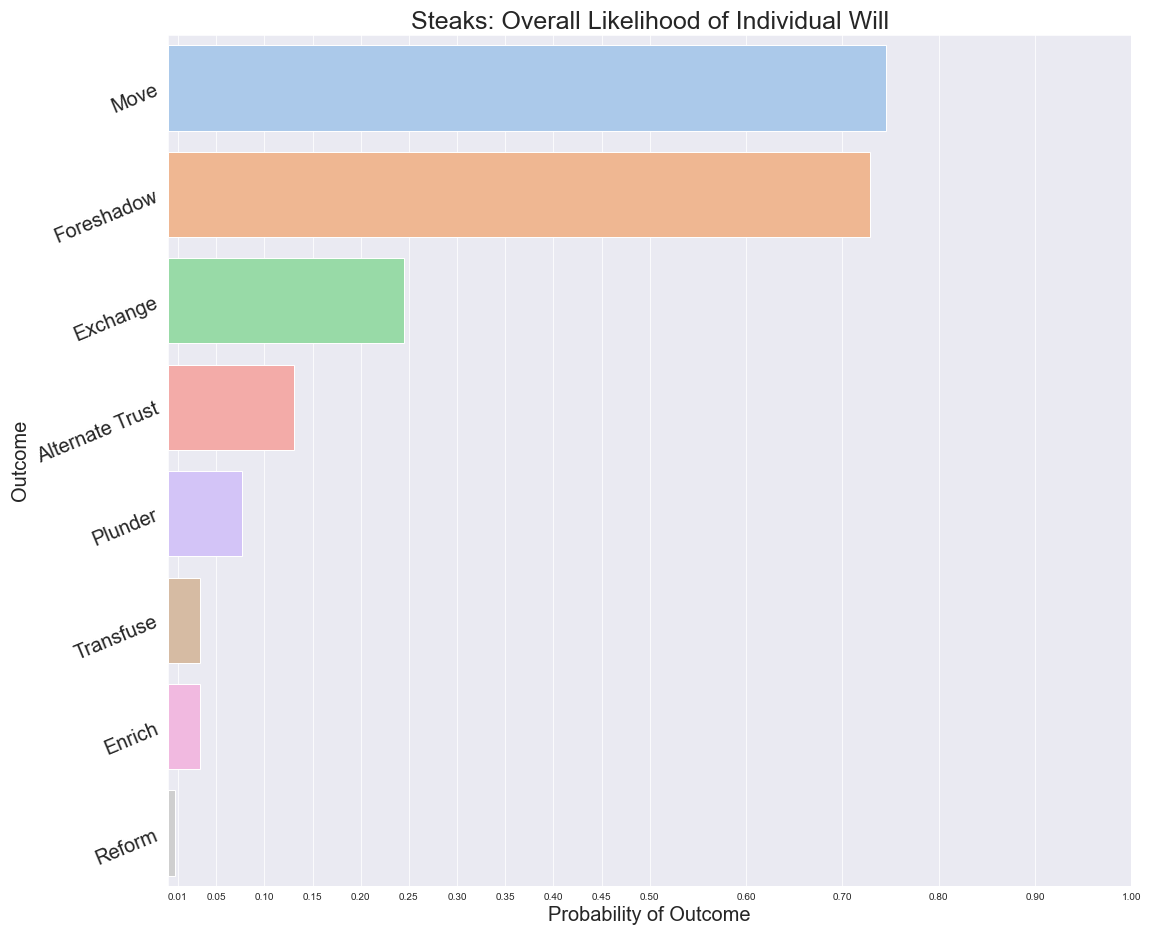 Steaks: Overall Likelihood of Individual Will
Outcome
Move
Foreshadow
Exchange
Alternate Trust
Plunder
Transfuse
Enrich
Reform
0.01 0.05 0.10 0.15 0.20 0.25 0.30 0.35 0.40 0.45 0.50 0.60 0.70 0.80 0.90 1.00
Probability of Outcome